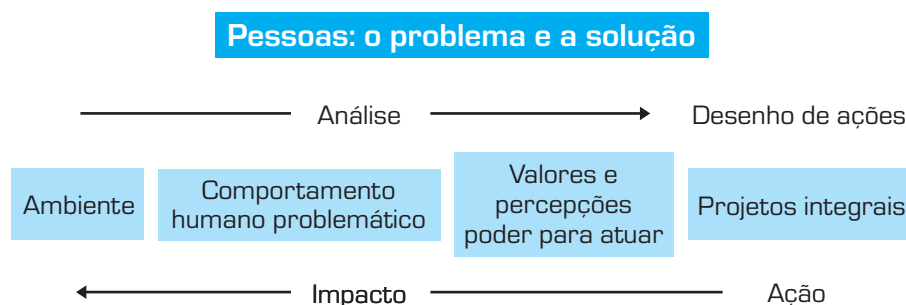 Pessoas: o problema e a solução
Análise
Desenho de ações
Ambiente
Comportamento
humano problemático
Valores e
percepções
poder para atuar
Projetos integrais
Impacto
Ação